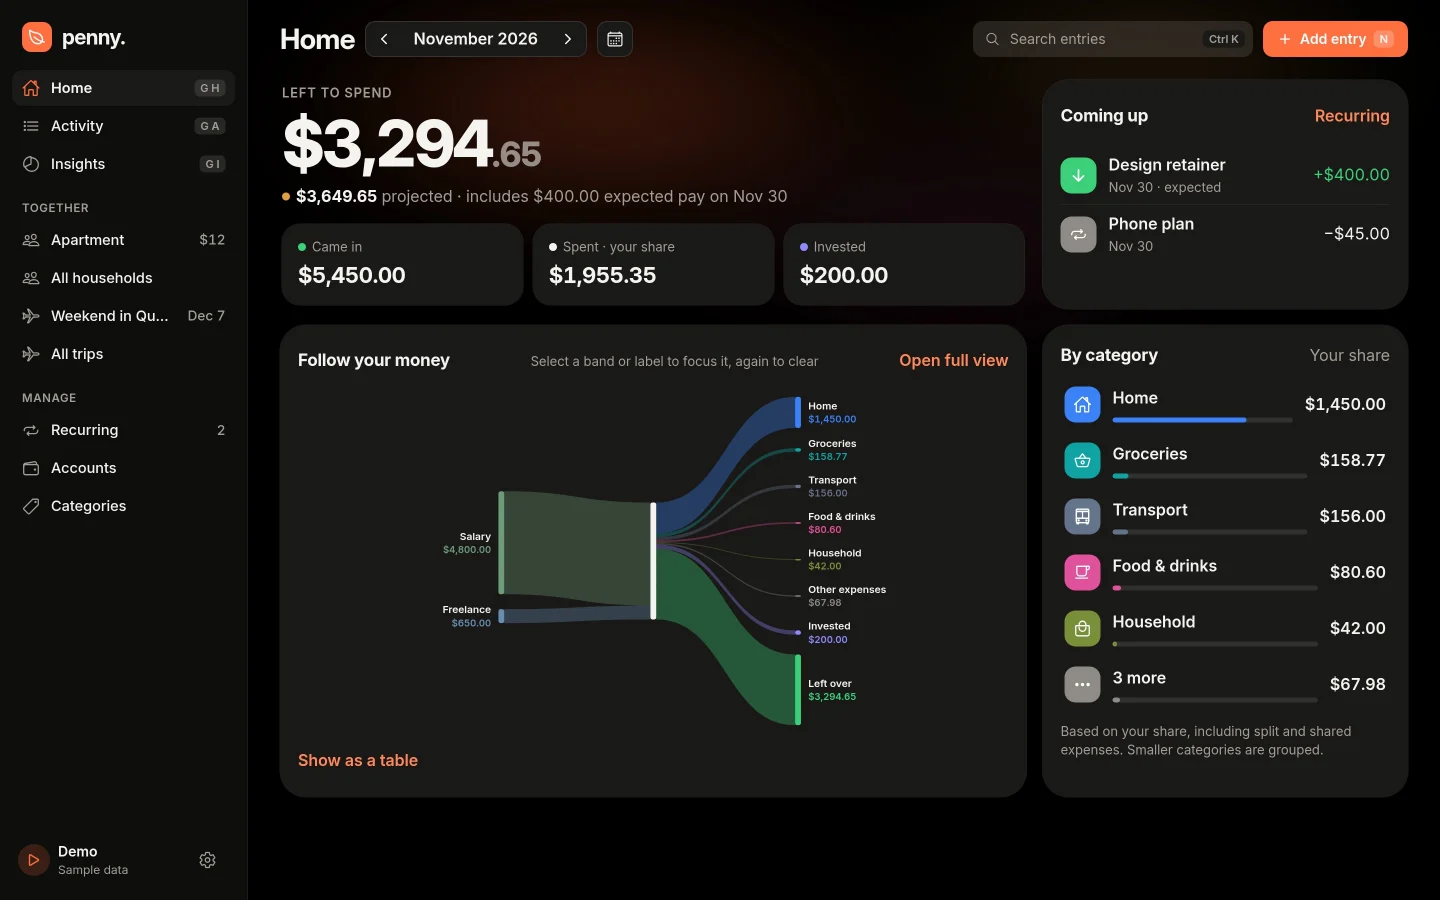 penny.
Home
G H
Activity
G A
Insights
G I
TOGETHER
Apartment
$12
All households
Weekend in Qu...
Dec 7
All trips
MANAGE
Recurring
2
Accounts
Categories
Demo
Sample data
Home
November 2026
Search entries
Ctrl K
Add entry
N
LEFT TO SPEND
$3,294.65
$3,649.65 projected · includes $400.00 expected pay on Nov 30
Came in
$5,450.00
Spent · your share
$1,955.35
Invested
$200.00
Coming up
Recurring
Design retainer
Nov 30 · expected
+$400.00
Phone plan
Nov 30
−$45.00
Follow your money
Select a band or label to focus it, again to clear
Open full view
Salary
$4,800.00
Freelance
$650.00
Home
$1,450.00
Groceries
$158.77
Transport
$156.00
Food & drinks
$80.60
Household
$42.00
Other expenses
$67.98
Invested
$200.00
Left over
$3,294.65
Show as a table
By category
Your share
Home
$1,450.00
Groceries
$158.77
Transport
$156.00
Food & drinks
$80.60
Household
$42.00
3 more
$67.98
Based on your share, including split and shared
expenses. Smaller categories are grouped.